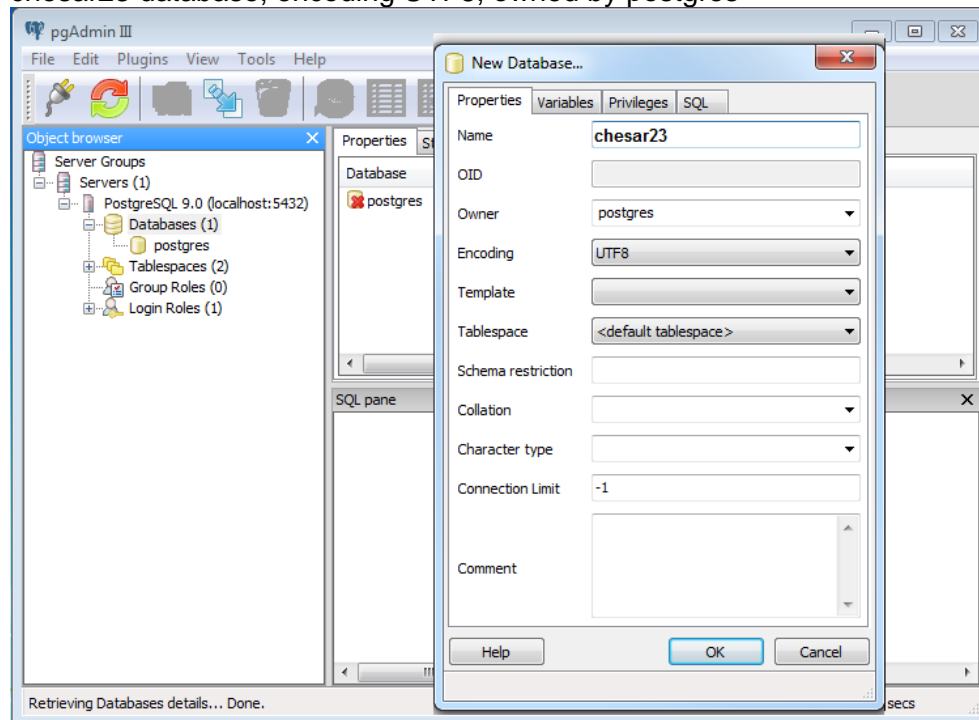 chesar23 database, encoding UTF8, owned by postgres
pgAdmin III
File Edit Plugins View Tools Help
Object browser
Server Groups
Servers (1)
PostgreSQL 9.0 (localhost:5432)
Databases (1)
postgres
Tablespaces (2)
Group Roles (0)
Login Roles (1)
Properties
Database
postgres
SQL pane
New Database...
Properties Variables Privileges SQL
Name chesar23
OID
Owner postgres
Encoding UTF8
Template
Tablespace <default tablespace>
Schema restriction
Collation
Character type
Connection Limit -1
Comment
Help OK Cancel
Retrieving Databases details... Done.
secs